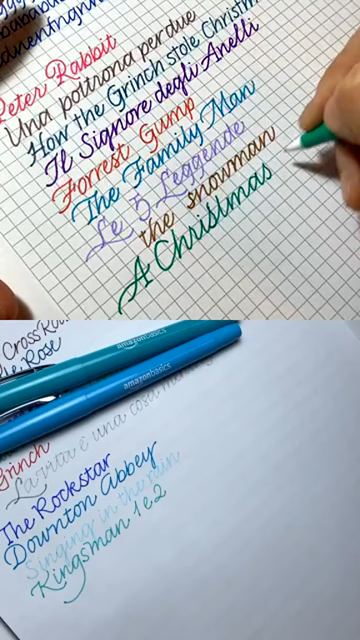 Peter Rabbit
Una poltrona per due
How the Grinch stole Christm
Il Signore degli Anelli
Forrest Gump
The Family Man
Le 5 Leggende
the snowman
A Christmas
Cross Ro
Rose
amazonbasics
amazonbasics
Grinch
La vita è una cosa
The Rockstar
Downton Abbey
Singing in the rain
Kingsman 1 e 2